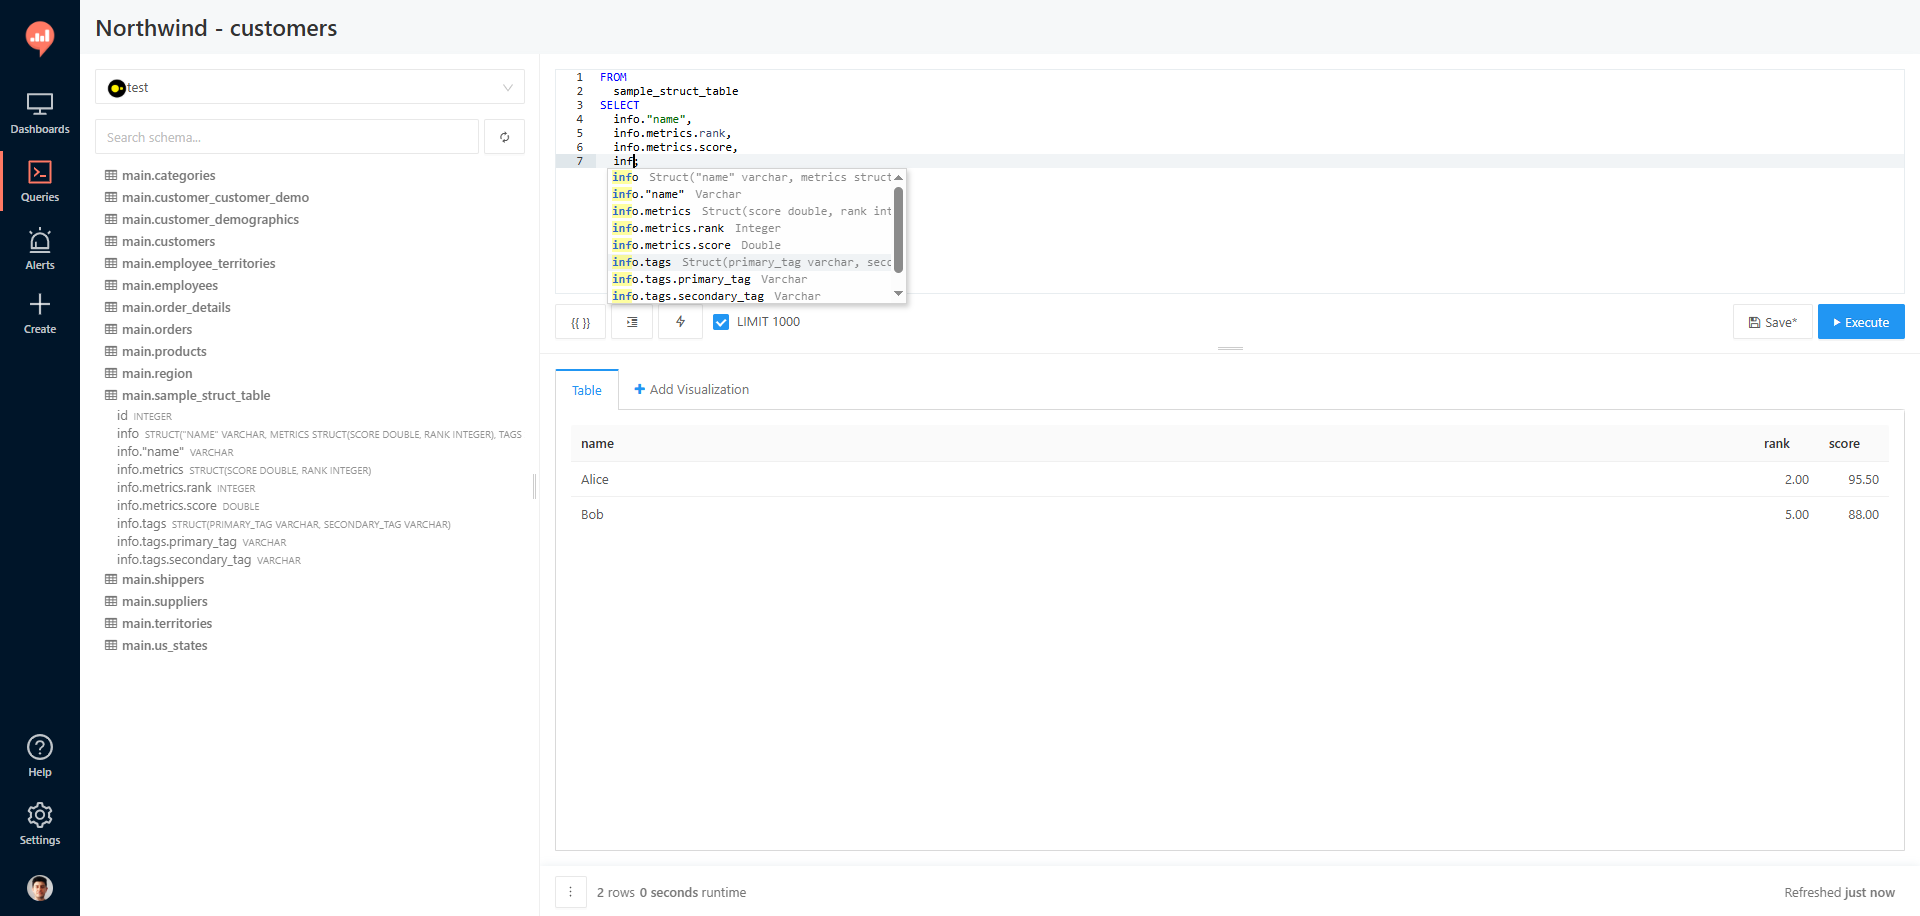 Northwind - customers
Dashboards
Queries
Alerts
Create
Help
Settings
test
Search schema...
main.categories
main.customer_customer_demo
main.customer_demographics
main.customers
main.employee_territories
main.employees
main.order_details
main.orders
main.products
main.region
main.sample_struct_table
id INTEGER
info STRUCT("NAME" VARCHAR, METRICS STRUCT(SCORE DOUBLE, RANK INTEGER), TAGS
info."name" VARCHAR
info.metrics STRUCT(SCORE DOUBLE, RANK INTEGER)
info.metrics.rank INTEGER
info.metrics.score DOUBLE
info.tags STRUCT(PRIMARY_TAG VARCHAR, SECONDARY_TAG VARCHAR)
info.tags.primary_tag VARCHAR
info.tags.secondary_tag VARCHAR
main.shippers
main.suppliers
main.territories
main.us_states
1 FROM
2 sample_struct_table
3 SELECT
4 info."name",
5 info.metrics.rank,
6 info.metrics.score,
7 inf;
info Struct("name" varchar, metrics struct
info."name" Varchar
info.metrics Struct(score double, rank int
info.metrics.rank Integer
info.metrics.score Double
info.tags Struct(primary_tag varchar, seco
info.tags.primary_tag Varchar
info.tags.secondary_tag Varchar
{{ }}
LIMIT 1000
Save*
Execute
Table
Add Visualization
name rank score
Alice 2.00 95.50
Bob 5.00 88.00
2 rows 0 seconds runtime
Refreshed just now